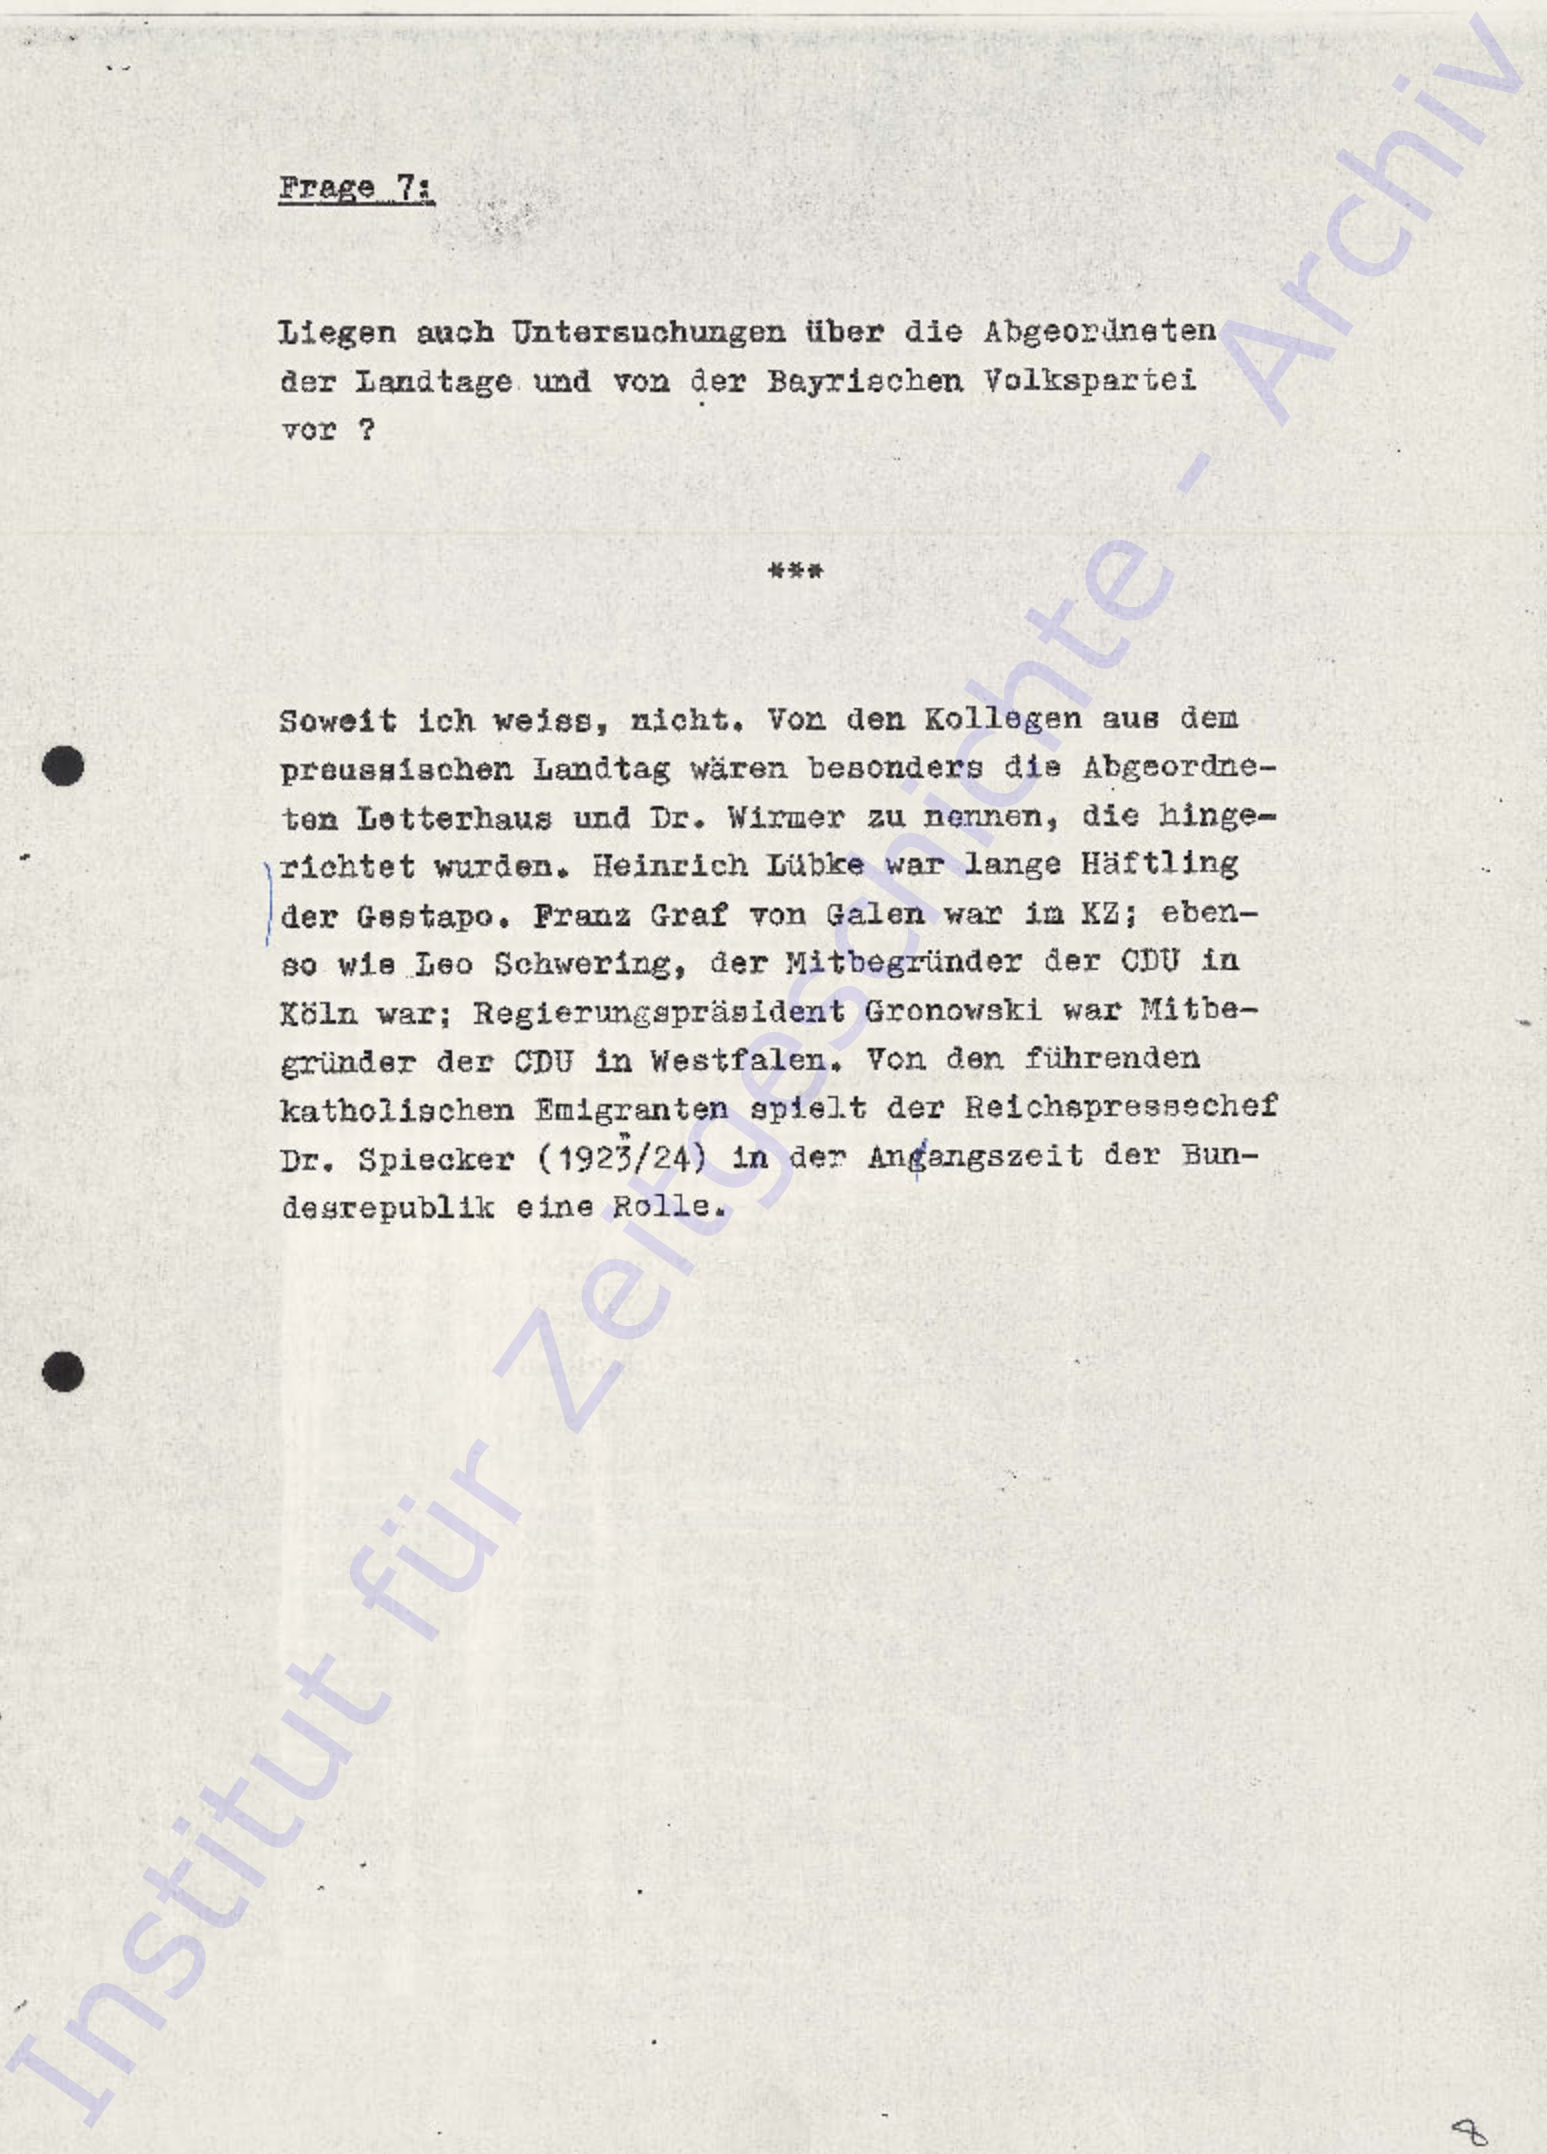 Frage 7:
Liegen auch Untersuchungen über die Abgeordneten
der Landtage und von der Bayrischen Volkspartei
vor ?
***
Soweit ich weiss, nicht. Von den Kollegen aus dem
preussischen Landtag wären besonders die Abgeordne-
ten Letterhaus und Dr. Wirmer zu nennen, die hinge-
richtet wurden. Heinrich Lübke war lange Häftling
der Gestapo. Franz Graf von Galen war im KZ; eben-
so wie Leo Schwering, der Mitbegründer der CDU in
Köln war; Regierungspräsident Gronowski war Mitbe-
gründer der CDU in Westfalen. Von den führenden
katholischen Emigranten spielt der Reichspressechef
Dr. Spiecker (1923/24) in der Angangszeit der Bun-
desrepublik eine Rolle.
8
Institut für Zeitgeschichte - Archiv